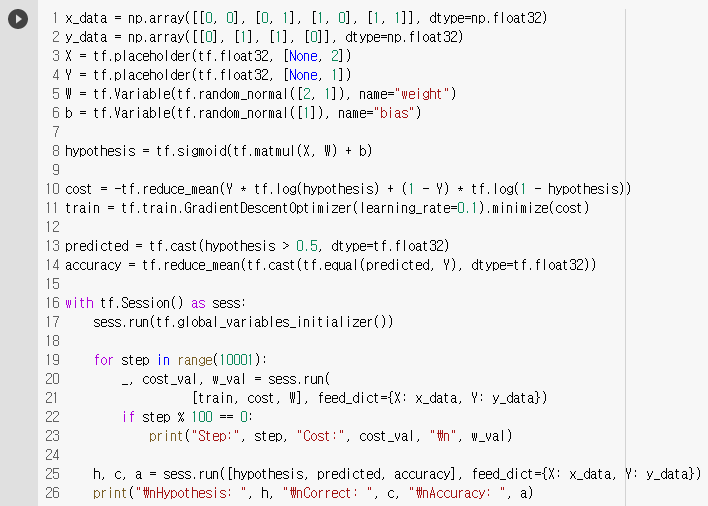 1 x_data = np.array([[0, 0], [0, 1], [1, 0], [1, 1]], dtype=np.float32)
2 y_data = np.array([[0], [1], [1], [0]], dtype=np.float32)
3 X = tf.placeholder(tf.float32, [None, 2])
4 Y = tf.placeholder(tf.float32, [None, 1])
5 W = tf.Variable(tf.random_normal([2, 1]), name="weight")
6 b = tf.Variable(tf.random_normal([1]), name="bias")
7
8 hypothesis = tf.sigmoid(tf.matmul(X, W) + b)
9
10 cost = -tf.reduce_mean(Y * tf.log(hypothesis) + (1 - Y) * tf.log(1 - hypothesis))
11 train = tf.train.GradientDescentOptimizer(learning_rate=0.1).minimize(cost)
12
13 predicted = tf.cast(hypothesis > 0.5, dtype=tf.float32)
14 accuracy = tf.reduce_mean(tf.cast(tf.equal(predicted, Y), dtype=tf.float32))
15
16 with tf.Session() as sess:
17     sess.run(tf.global_variables_initializer())
18
19     for step in range(10001):
20         _, cost_val, w_val = sess.run(
21                   [train, cost, W], feed_dict={X: x_data, Y: y_data})
22         if step % 100 == 0:
23             print("Step:", step, "Cost:", cost_val, "₩n", w_val)
24
25     h, c, a = sess.run([hypothesis, predicted, accuracy], feed_dict={X: x_data, Y: y_data})
26     print("₩nHypothesis: ", h, "₩nCorrect: ", c, "₩nAccuracy: ", a)